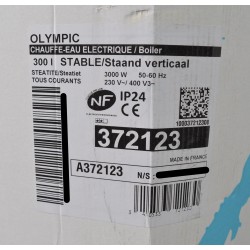 OLYMPIC
CHAUFFE-EAU ELECTRIQUE / Boiler
300 l STABLE/Staand verticaal
STEATITE/Steatiet 3000 W 50-60 Hz
TOUS COURANTS 230 V~/ 400 V3~
NF IP24
CE
372123
MADE IN FRANCE
A372123 N/S :